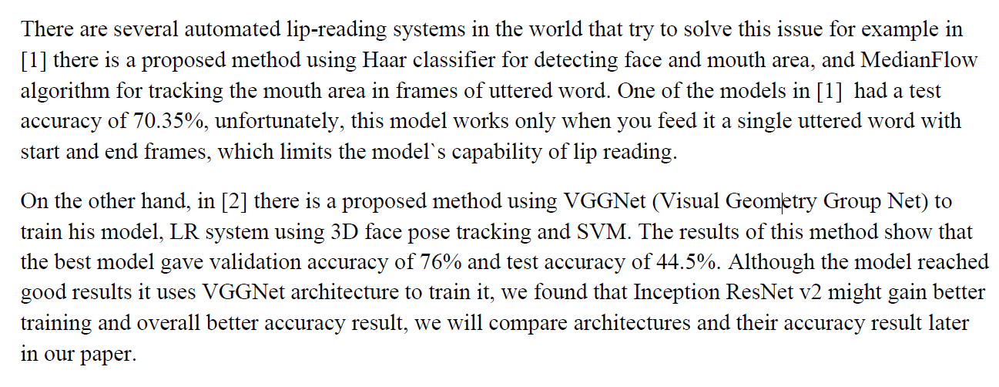 There are several automated lip-reading systems in the world that try to solve this issue for example in
[1] there is a proposed method using Haar classifier for detecting face and mouth area, and MedianFlow
algorithm for tracking the mouth area in frames of uttered word. One of the models in [1]  had a test
accuracy of 70.35%, unfortunately, this model works only when you feed it a single uttered word with
start and end frames, which limits the model`s capability of lip reading.
On the other hand, in [2] there is a proposed method using VGGNet (Visual Geometry Group Net) to
train his model, LR system using 3D face pose tracking and SVM. The results of this method show that
the best model gave validation accuracy of 76% and test accuracy of 44.5%. Although the model reached
good results it uses VGGNet architecture to train it, we found that Inception ResNet v2 might gain better
training and overall better accuracy result, we will compare architectures and their accuracy result later
in our paper.